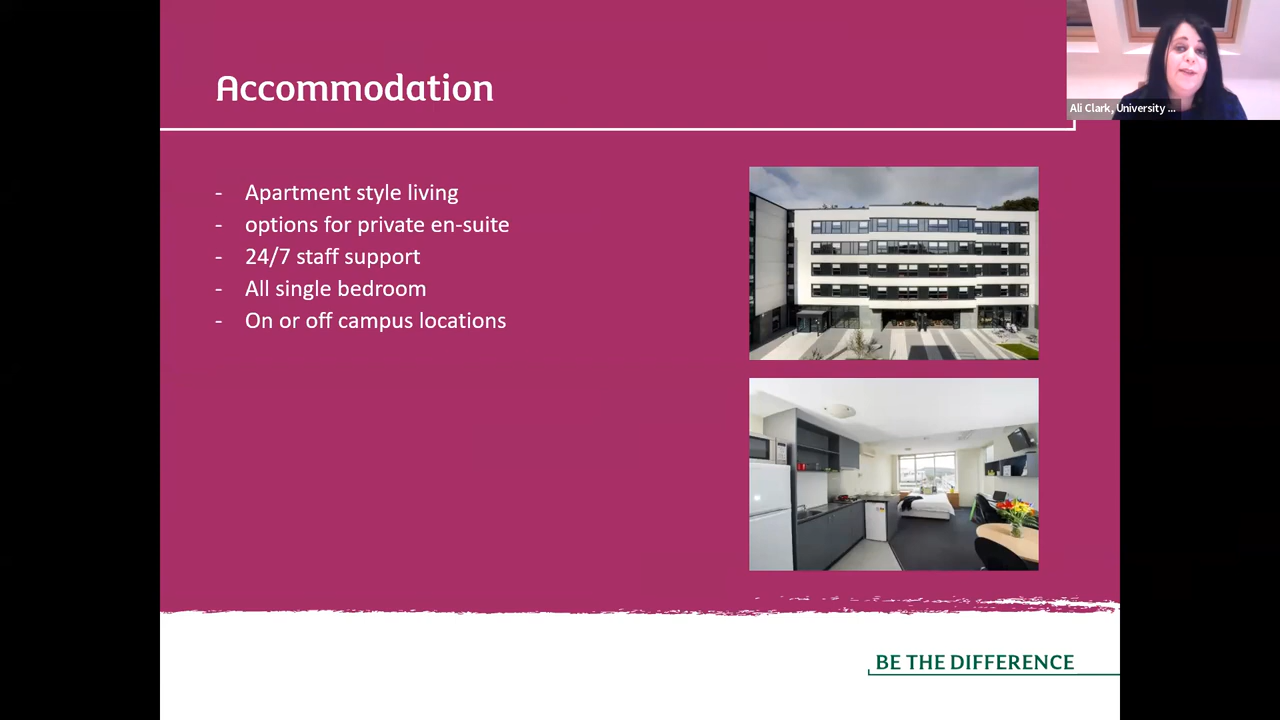 Accommodation
Ali Clark, University ...
- Apartment style living
- options for private en-suite
- 24/7 staff support
- All single bedroom
- On or off campus locations
BE THE DIFFERENCE